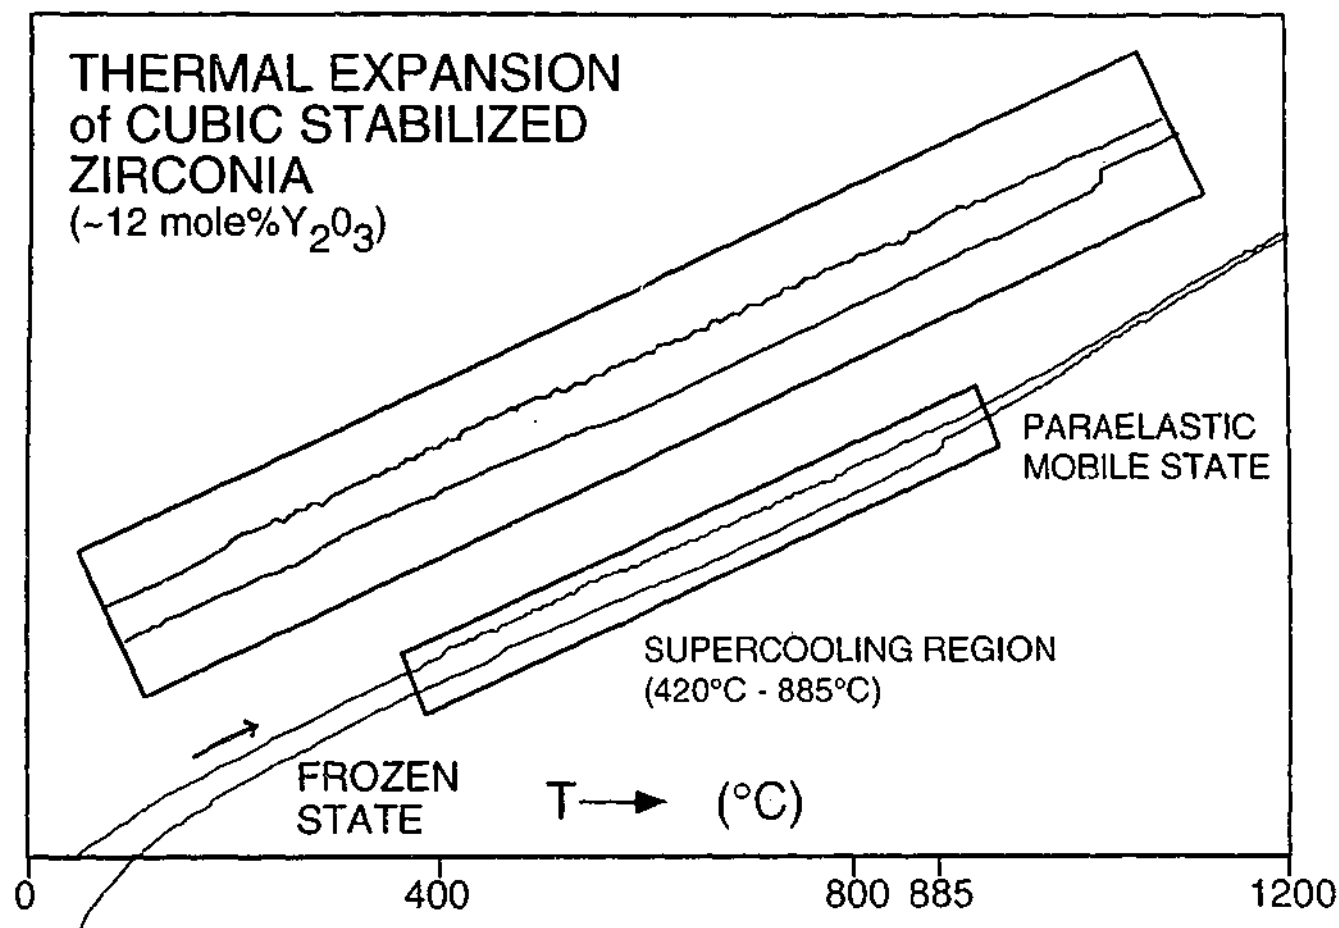 THERMAL EXPANSION
of CUBIC STABILIZED
ZIRCONIA
(~12 mole%Y₂0₃)
PARAELASTIC
MOBILE STATE
SUPERCOOLING REGION
(420°C - 885°C)
FROZEN
STATE
T → (°C)
0 400 800 885 1200